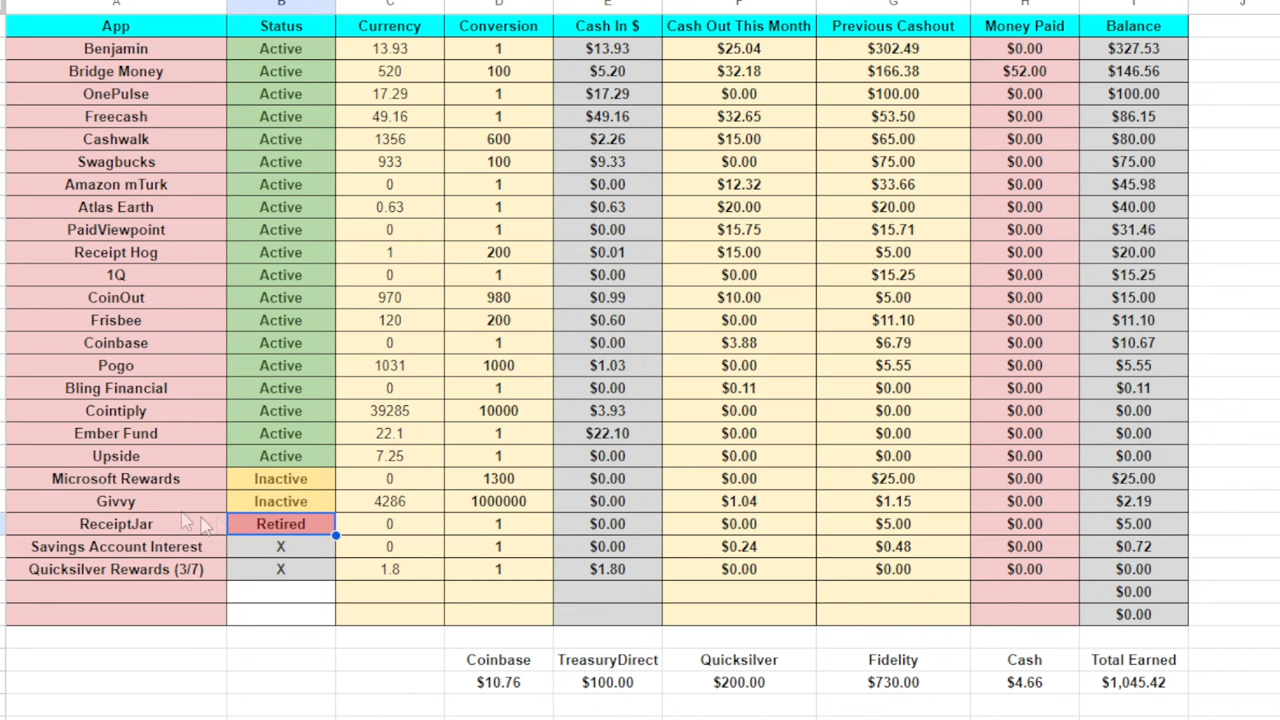 App Status Currency Conversion Cash In $ Cash Out This Month Previous Cashout Money Paid Balance
Benjamin Active 13.93 1 $13.93 $25.04 $302.49 $0.00 $327.53
Bridge Money Active 520 100 $5.20 $32.18 $166.38 $52.00 $146.56
OnePulse Active 17.29 1 $17.29 $0.00 $100.00 $0.00 $100.00
Freecash Active 49.16 1 $49.16 $32.65 $53.50 $0.00 $86.15
Cashwalk Active 1356 600 $2.26 $15.00 $65.00 $0.00 $80.00
Swagbucks Active 933 100 $9.33 $0.00 $75.00 $0.00 $75.00
Amazon mTurk Active 0 1 $0.00 $12.32 $33.66 $0.00 $45.98
Atlas Earth Active 0.63 1 $0.63 $20.00 $20.00 $0.00 $40.00
PaidViewpoint Active 0 1 $0.00 $15.75 $15.71 $0.00 $31.46
Receipt Hog Active 1 200 $0.01 $15.00 $5.00 $0.00 $20.00
1Q Active 0 1 $0.00 $0.00 $15.25 $0.00 $15.25
CoinOut Active 970 980 $0.99 $10.00 $5.00 $0.00 $15.00
Frisbee Active 120 200 $0.60 $0.00 $11.10 $0.00 $11.10
Coinbase Active 0 1 $0.00 $3.88 $6.79 $0.00 $10.67
Pogo Active 1031 1000 $1.03 $0.00 $5.55 $0.00 $5.55
Bling Financial Active 0 1 $0.00 $0.11 $0.00 $0.00 $0.11
Cointiply Active 39285 10000 $3.93 $0.00 $0.00 $0.00 $0.00
Ember Fund Active 22.1 1 $22.10 $0.00 $0.00 $0.00 $0.00
Upside Active 7.25 1 $0.00 $0.00 $0.00 $0.00 $0.00
Microsoft Rewards Inactive 0 1300 $0.00 $0.00 $25.00 $0.00 $25.00
Givvy Inactive 4286 1000000 $0.00 $1.04 $1.15 $0.00 $2.19
ReceiptJar Retired 0 1 $0.00 $0.00 $5.00 $0.00 $5.00
Savings Account Interest X 0 1 $0.00 $0.24 $0.48 $0.00 $0.72
Quicksilver Rewards (3/7) X 1.8 1 $1.80 $0.00 $0.00 $0.00 $0.00
$0.00
$0.00
Coinbase TreasuryDirect Quicksilver Fidelity Cash Total Earned
$10.76 $100.00 $200.00 $730.00 $4.66 $1,045.42